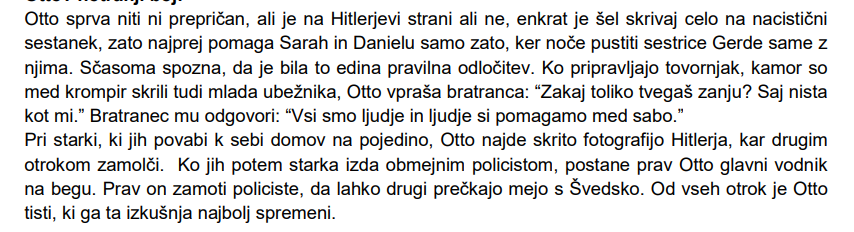 Otto sprva niti ni prepričan, ali je na Hitlerjevi strani ali ne, enkrat je šel skrivaj celo na nacistični
sestanek, zato najprej pomaga Sarah in Danielu samo zato, ker noče pustiti sestrice Gerde same z
njima. Sčasoma spozna, da je bila to edina pravilna odločitev. Ko pripravljajo tovornjak, kamor so
med krompir skrili tudi mlada ubežnika, Otto vpraša bratranca: “Zakaj toliko tvegaš zanju? Saj nista
kot mi.” Bratranec mu odgovori: “Vsi smo ljudje in ljudje si pomagamo med sabo.”
Pri starki, ki jih povabi k sebi domov na pojedino, Otto najde skrito fotografijo Hitlerja, kar drugim
otrokom zamolči.  Ko jih potem starka izda obmejnim policistom, postane prav Otto glavni vodnik
na begu. Prav on zamoti policiste, da lahko drugi prečkajo mejo s Švedsko. Od vseh otrok je Otto
tisti, ki ga ta izkušnja najbolj spremeni.